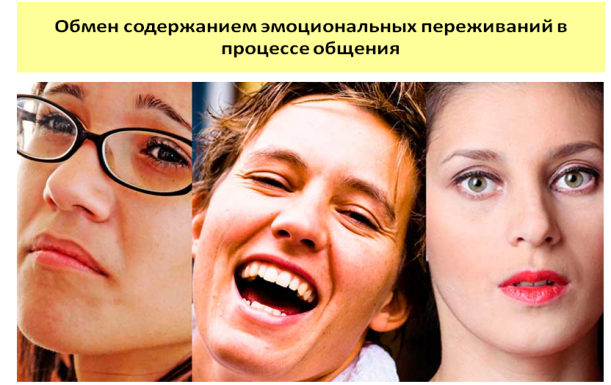 Обмен содержанием эмоциональных переживаний в
процессе общения